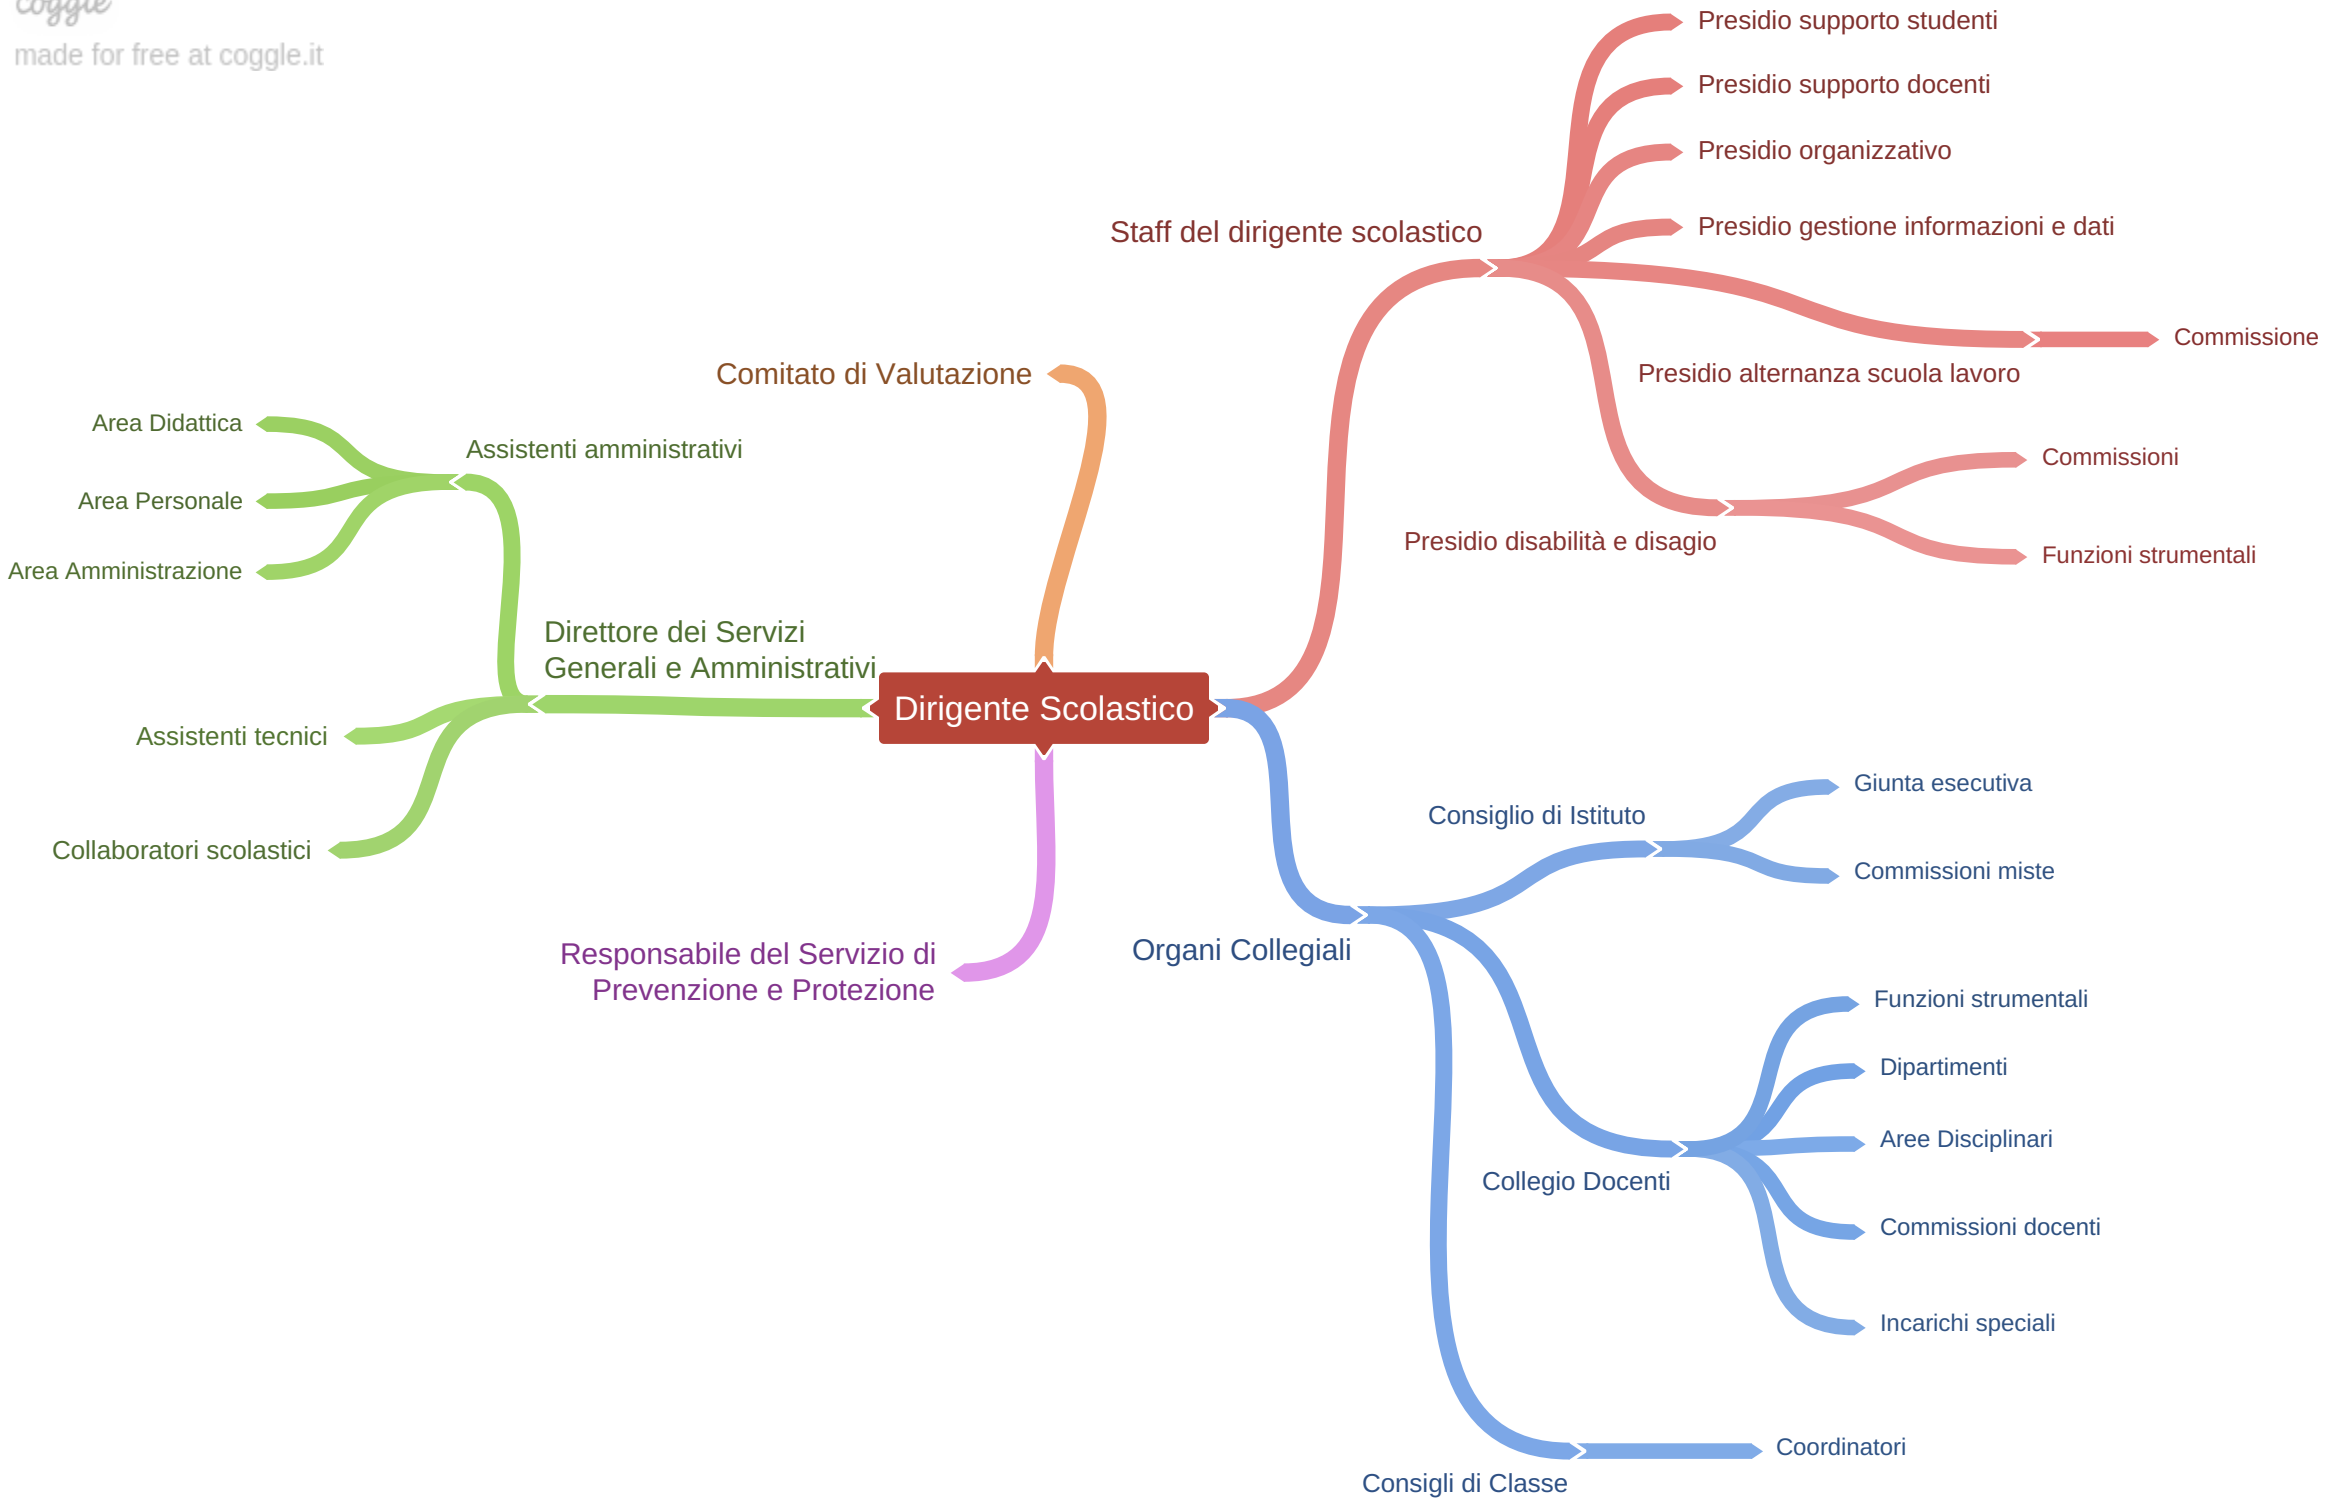 coggle
made for free at coggle.it
Presidio supporto studenti
Presidio supporto docenti
Presidio organizzativo
Presidio gestione informazioni e dati
Staff del dirigente scolastico
Commissione
Presidio alternanza scuola lavoro
Commissioni
Presidio disabilità e disagio
Funzioni strumentali
Comitato di Valutazione
Area Didattica
Assistenti amministrativi
Area Personale
Area Amministrazione
Direttore dei Servizi
Generali e Amministrativi
Dirigente Scolastico
Assistenti tecnici
Collaboratori scolastici
Responsabile del Servizio di
Prevenzione e Protezione
Organi Collegiali
Consiglio di Istituto
Giunta esecutiva
Commissioni miste
Funzioni strumentali
Dipartimenti
Aree Disciplinari
Collegio Docenti
Commissioni docenti
Incarichi speciali
Coordinatori
Consigli di Classe